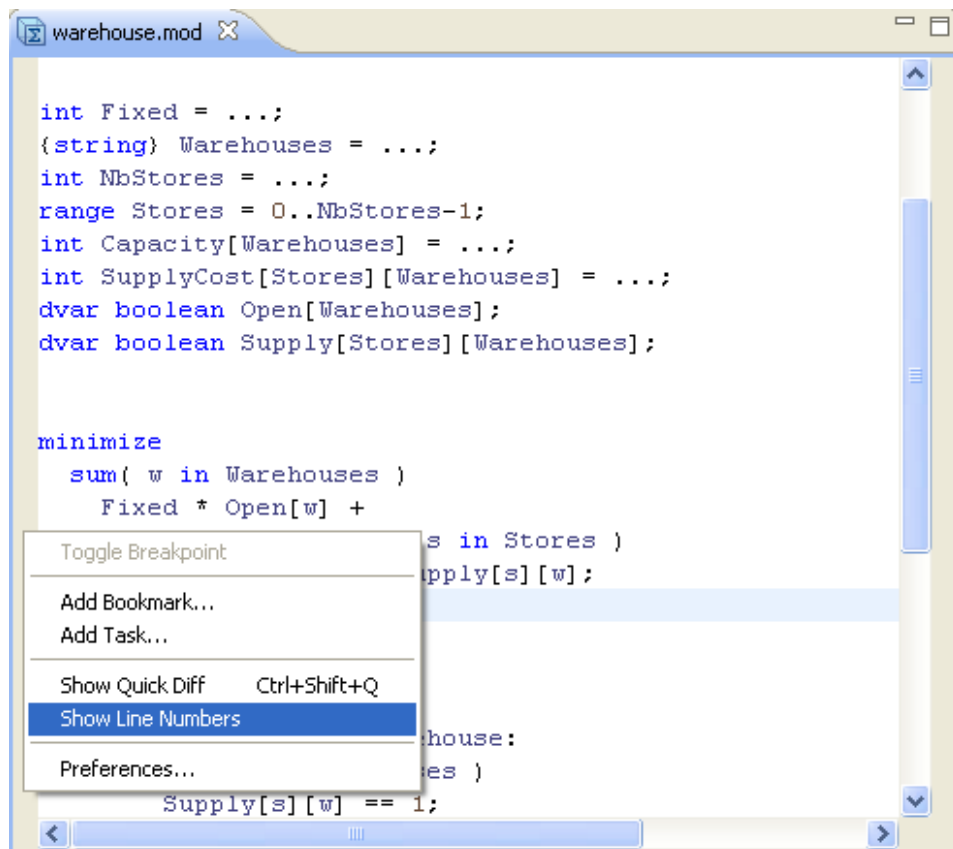 warehouse.mod
int Fixed = ...;
{string} Warehouses = ...;
int NbStores = ...;
range Stores = 0..NbStores-1;
int Capacity[Warehouses] = ...;
int SupplyCost[Stores][Warehouses] = ...;
dvar boolean Open[Warehouses];
dvar boolean Supply[Stores][Warehouses];
minimize
sum( w in Warehouses )
Fixed * Open[w] +
s in Stores )
pply[s][w];
Toggle Breakpoint
Add Bookmark...
Add Task...
Show Quick Diff Ctrl+Shift+Q
Show Line Numbers
Preferences...
house:
es )
Supply[s][w] == 1;